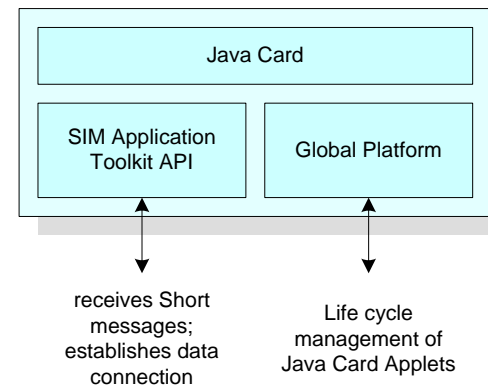 Java Card
SIM Application
Toolkit API
Global Platform
receives Short
messages;
establishes data
connection
Life cycle
management of
Java Card Applets